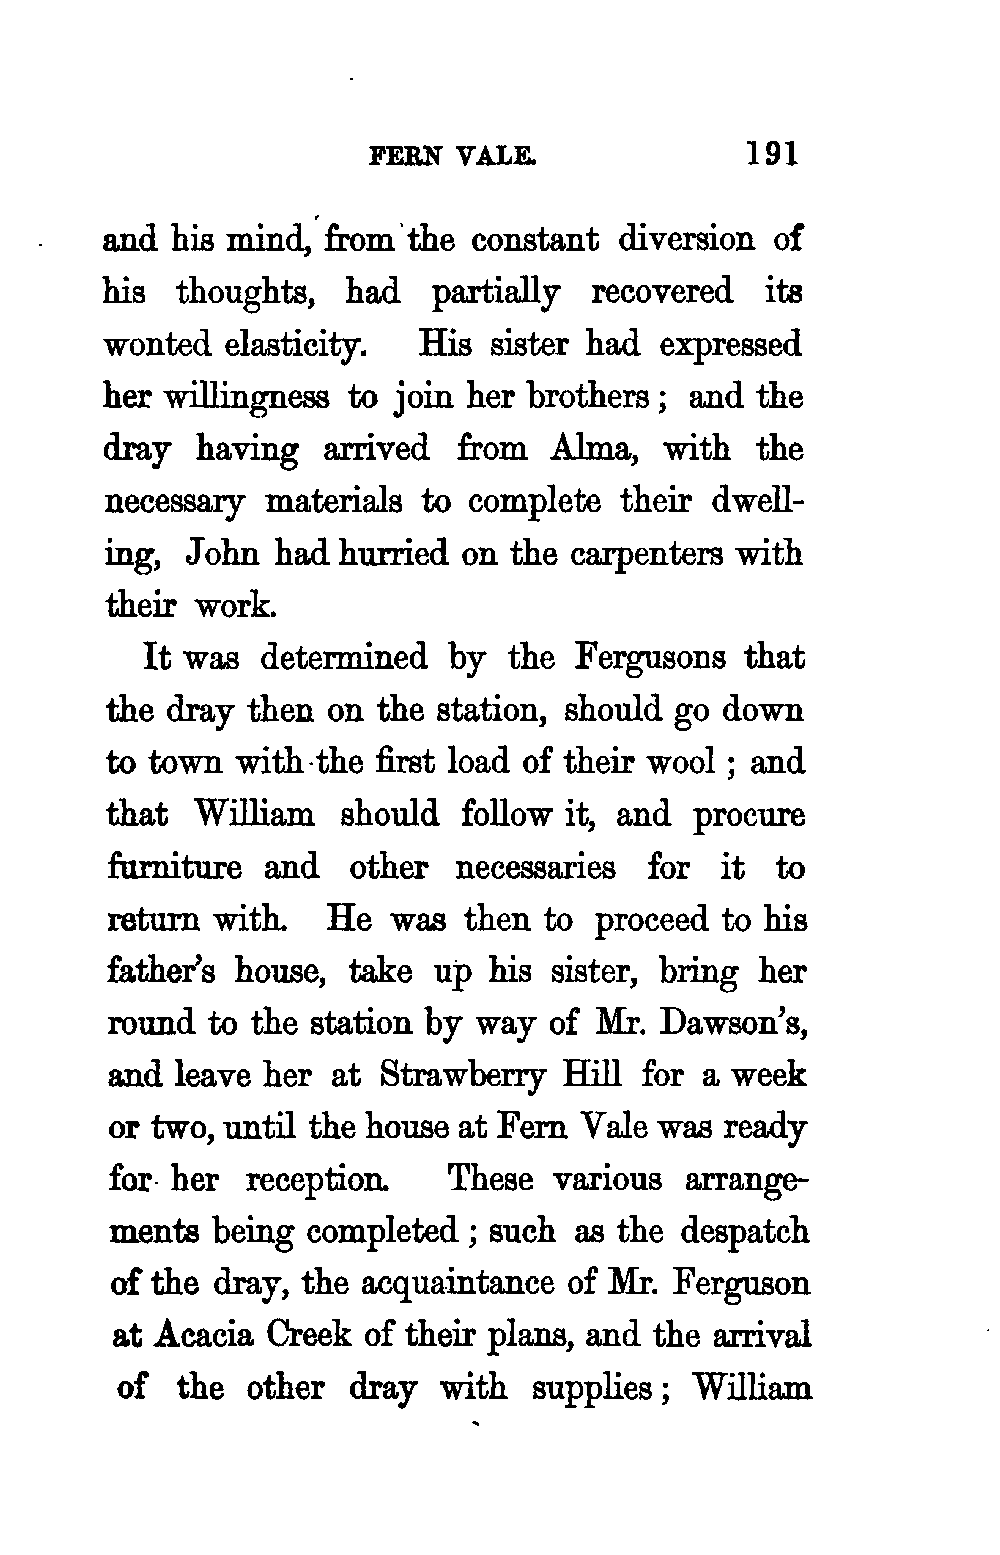 FERN VALE. 191
and his mind, from the constant diversion of
his thoughts, had partially recovered its
wonted elasticity. His sister had expressed
her willingness to join her brothers; and the
dray having arrived from Alma, with the
necessary materials to complete their dwell-
ing, John had hurried on the carpenters with
their work.
It was determined by the Fergusons that
the dray then on the station, should go down
to town with the first load of their wool; and
that William should follow it, and procure
furniture and other necessaries for it to
return with. He was then to proceed to his
father's house, take up his sister, bring her
round to the station by way of Mr. Dawson's,
and leave her at Strawberry Hill for a week
or two, until the house at Fern Vale was ready
for her reception. These various arrange-
ments being completed; such as the despatch
of the dray, the acquaintance of Mr. Ferguson
at Acacia Creek of their plans, and the arrival
of the other dray with supplies; William